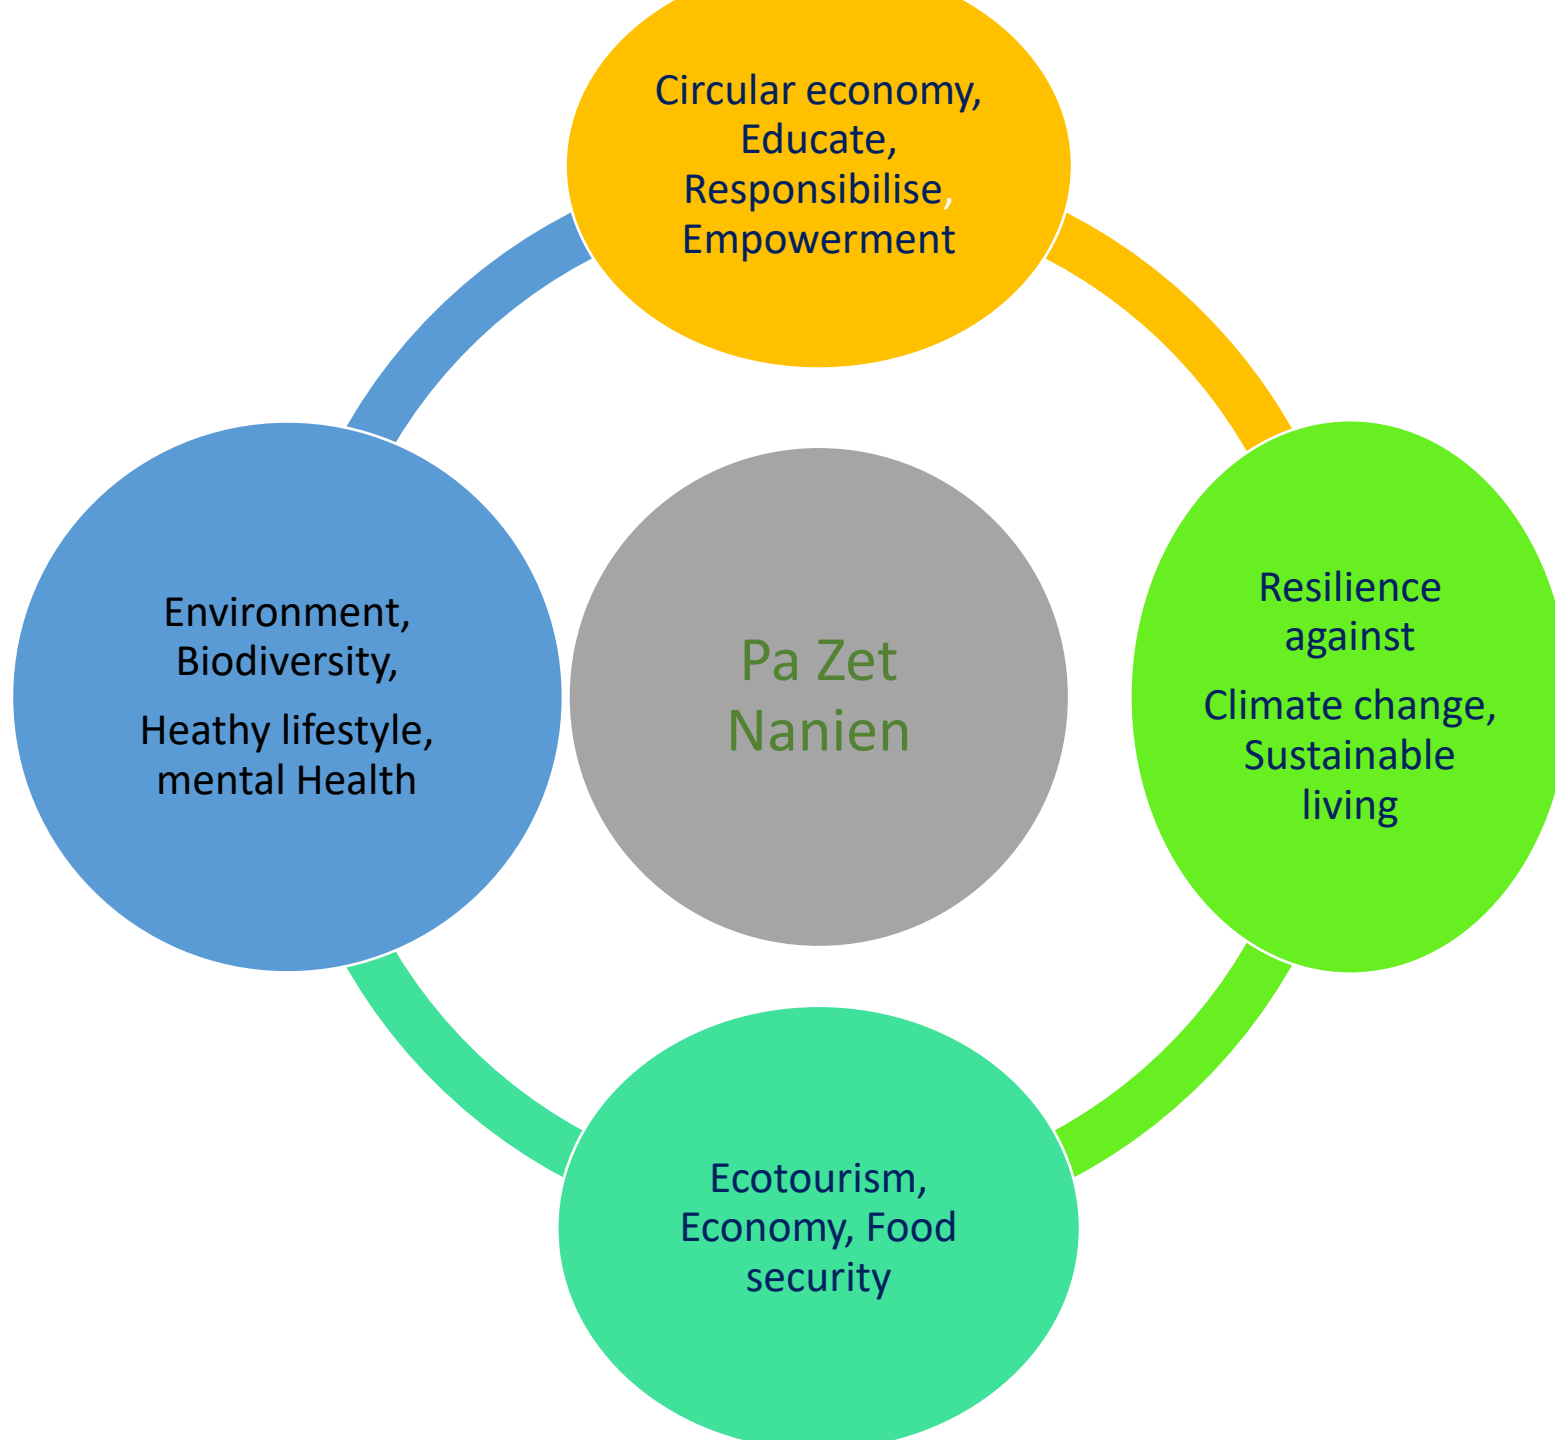 Circular economy,
Educate,
Responsibilise,
Empowerment
Environment,
Biodiversity,
Heathy lifestyle,
mental Health
Pa Zet
Nanien
Resilience
against
Climate change,
Sustainable
living
Ecotourism,
Economy, Food
security